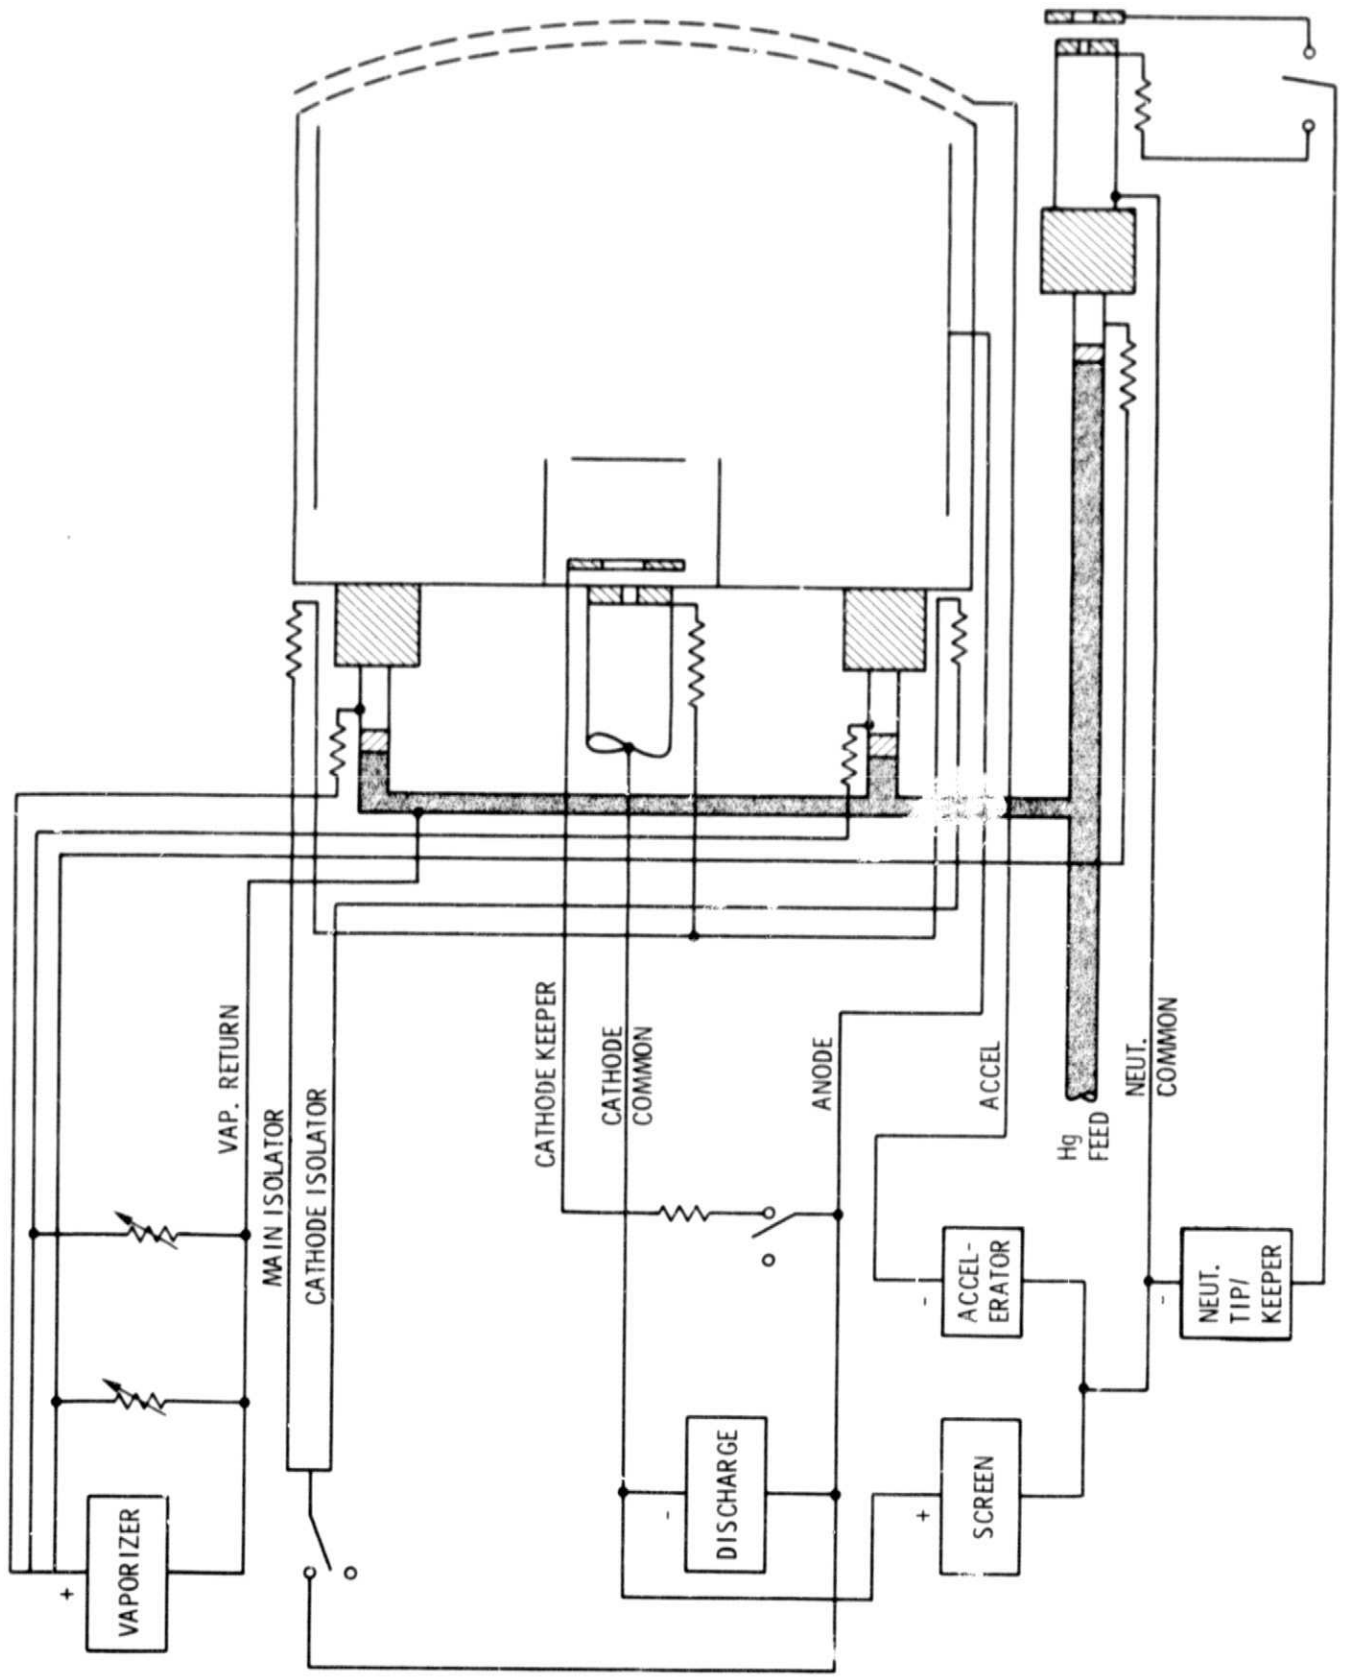 +
VAPORIZER
VAP. RETURN
MAIN ISOLATOR
CATHODE ISOLATOR
CATHODE KEEPER
CATHODE
COMMON
-
DISCHARGE
ANODE
ACCEL
-
ACCEL-
ERATOR
+
SCREEN
Hg
FEED
NEUT.
COMMON
-
NEUT.
TIP/
KEEPER